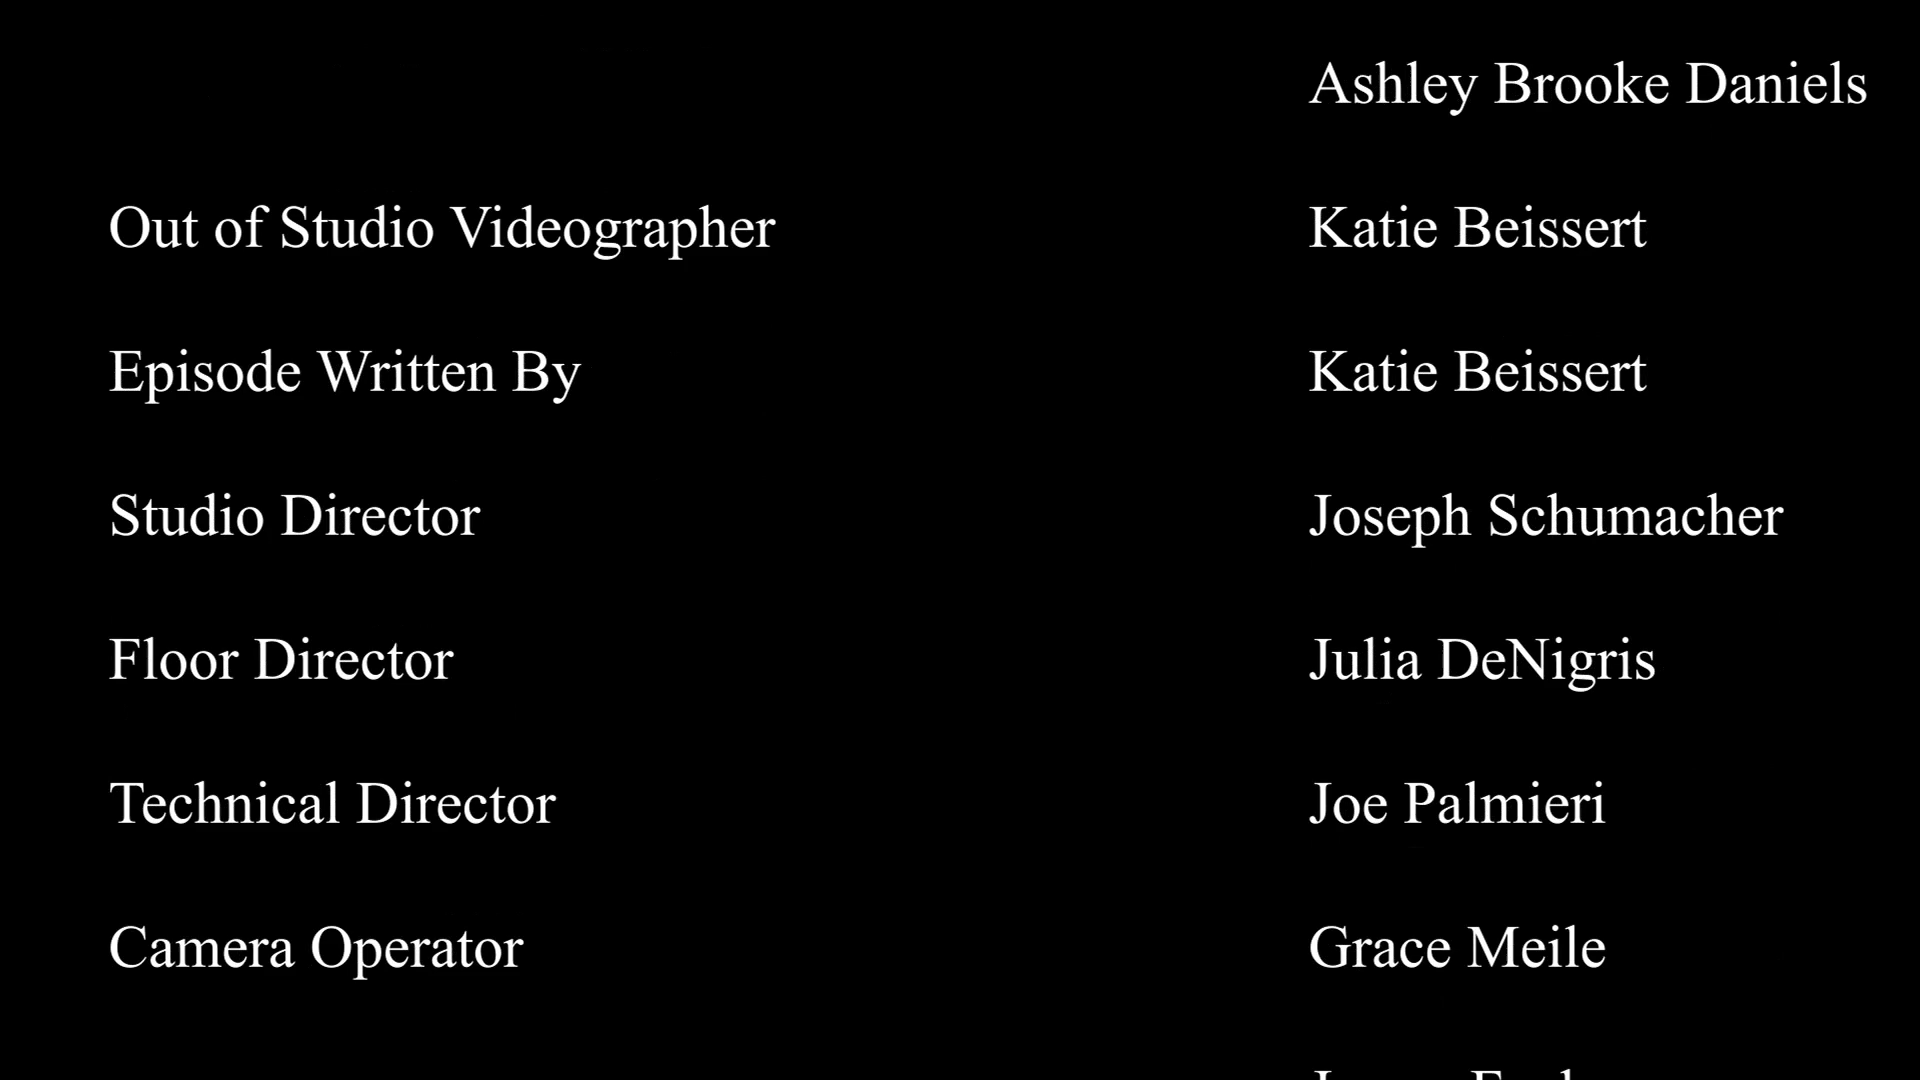 Ashley Brooke Daniels
Out of Studio Videographer Katie Beissert
Episode Written By Katie Beissert
Studio Director Joseph Schumacher
Floor Director Julia DeNigris
Technical Director Joe Palmieri
Camera Operator Grace Meile